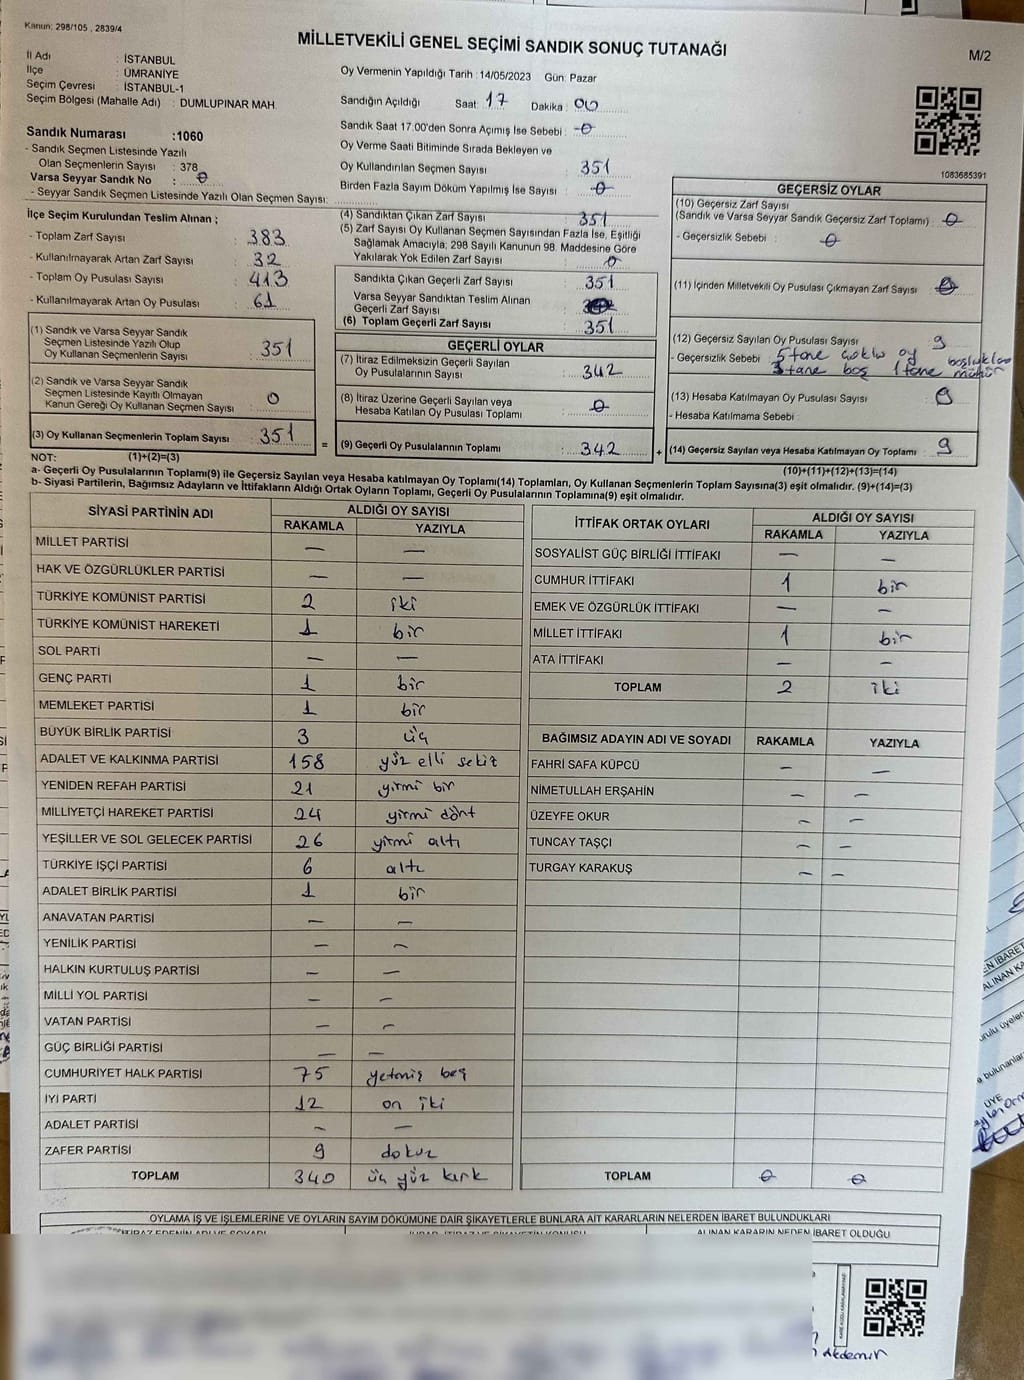 Kanun: 298/105 , 2839/4
MİLLETVEKİLİ GENEL SEÇİMİ SANDIK SONUÇ TUTANAĞI
M/2
İl Adı : İSTANBUL
İlçe : ÜMRANİYE
Seçim Çevresi : İSTANBUL-1
Seçim Bölgesi (Mahalle Adı) : DUMLUPINAR MAH.
Oy Vermenin Yapıldığı Tarih : 14/05/2023 Gün: Pazar
Sandığın Açıldığı Saat: 17 Dakika : 00
Sandık Saat 17.00'den Sonra Açılmış İse Sebebi : 0
Oy Verme Saati Bitiminde Sırada Bekleyen ve
Oy Kullandırılan Seçmen Sayısı : 351
Birden Fazla Sayım Döküm Yapılmış İse Sayısı : 0
Sandık Numarası : 1060
- Sandık Seçmen Listesinde Yazılı
Olan Seçmenlerin Sayısı : 378
Varsa Seyyar Sandık No : 0
- Seyyar Sandık Seçmen Listesinde Yazılı Olan Seçmen Sayısı:
1083685391
İlçe Seçim Kurulundan Teslim Alınan ;
- Toplam Zarf Sayısı : 383
- Kullanılmayarak Artan Zarf Sayısı : 32
- Toplam Oy Pusulası Sayısı : 413
- Kullanılmayarak Artan Oy Pusulası : 61
(1) Sandık ve Varsa Seyyar Sandık
Seçmen Listesinde Yazılı Olup
Oy Kullanan Seçmenlerin Sayısı : 351
(2) Sandık ve Varsa Seyyar Sandık
Seçmen Listesinde Kayıtlı Olmayan
Kanun Gereği Oy Kullanan Seçmen Sayısı : 0
(3) Oy Kullanan Seçmenlerin Toplam Sayısı : 351
(4) Sandıktan Çıkan Zarf Sayısı : 351
(5) Zarf Sayısı Oy Kullanan Seçmen Sayısından Fazla İse, Eşitliği
Sağlamak Amacıyla; 298 Sayılı Kanunun 98. Maddesine Göre
Yakılarak Yok Edilen Zarf Sayısı : 0
Sandıkta Çıkan Geçerli Zarf Sayısı : 351
Varsa Seyyar Sandıktan Teslim Alınan
Geçerli Zarf Sayısı :
(6) Toplam Geçerli Zarf Sayısı : 351
GEÇERLİ OYLAR
(7) İtiraz Edilmeksizin Geçerli Sayılan
Oy Pusulalarının Sayısı : 342
(8) İtiraz Üzerine Geçerli Sayılan veya
Hesaba Katılan Oy Pusulası Toplamı : 0
= (9) Geçerli Oy Pusulalarının Toplamı : 342
GEÇERSİZ OYLAR
(10) Geçersiz Zarf Sayısı
(Sandık ve Varsa Seyyar Sandık Geçersiz Zarf Toplamı) : 0
- Geçersizlik Sebebi : 0
(11) İçinden Milletvekili Oy Pusulası Çıkmayan Zarf Sayısı : 0
(12) Geçersiz Sayılan Oy Pusulası Sayısı : 9
- Geçersizlik Sebebi : 5 tane çoklu oy boşluklar
3 tane boş 1 tane mühür
(13) Hesaba Katılmayan Oy Pusulası Sayısı :
- Hesaba Katılmama Sebebi :
+ (14) Geçersiz Sayılan veya Hesaba Katılmayan Oy Toplamı : 9
NOT: (1)+(2)=(3)
(10)+(11)+(12)+(13)=(14)
a- Geçerli Oy Pusulalarının Toplamı(9) ile Geçersiz Sayılan veya Hesaba katılmayan Oy Toplamı(14) Toplamları, Oy Kullanan Seçmenlerin Toplam Sayısına(3) eşit olmalıdır. (9)+(14)=(3)
b- Siyasi Partilerin, Bağımsız Adayların ve İttifakların Aldığı Ortak Oyların Toplamı, Geçerli Oy Pusulalarının Toplamına(9) eşit olmalıdır.
SİYASİ PARTİNİN ADI ALDIĞI OY SAYISI
RAKAMLA YAZIYLA
MİLLET PARTİSİ — —
HAK VE ÖZGÜRLÜKLER PARTİSİ — —
TÜRKİYE KOMÜNİST PARTİSİ 2 iki
TÜRKİYE KOMÜNİST HAREKETİ 1 bir
SOL PARTİ — —
GENÇ PARTİ 1 bir
MEMLEKET PARTİSİ 1 bir
BÜYÜK BİRLİK PARTİSİ 3 üç
ADALET VE KALKINMA PARTİSİ 158 yüz elli sekiz
YENİDEN REFAH PARTİSİ 21 yirmi bir
MİLLİYETÇİ HAREKET PARTİSİ 24 yirmi dört
YEŞİLLER VE SOL GELECEK PARTİSİ 26 yirmi altı
TÜRKİYE İŞÇİ PARTİSİ 6 altı
ADALET BİRLİK PARTİSİ 1 bir
ANAVATAN PARTİSİ — —
YENİLİK PARTİSİ — —
HALKIN KURTULUŞ PARTİSİ — —
MİLLİ YOL PARTİSİ — —
VATAN PARTİSİ — —
GÜÇ BİRLİĞİ PARTİSİ — —
CUMHURİYET HALK PARTİSİ 75 yetmiş beş
İYİ PARTİ 12 on iki
ADALET PARTİSİ — —
ZAFER PARTİSİ 9 dokuz
TOPLAM 340 üç yüz kırk
İTTİFAK ORTAK OYLARI ALDIĞI OY SAYISI
RAKAMLA YAZIYLA
SOSYALİST GÜÇ BİRLİĞİ İTTİFAKI — —
CUMHUR İTTİFAKI 1 bir
EMEK VE ÖZGÜRLÜK İTTİFAKI — —
MİLLET İTTİFAKI 1 bir
ATA İTTİFAKI — —
TOPLAM 2 iki
BAĞIMSIZ ADAYIN ADI VE SOYADI RAKAMLA YAZIYLA
FAHRİ SAFA KÜPCÜ — —
NİMETULLAH ERŞAHİN — —
ÜZEYFE OKUR — —
TUNCAY TAŞÇI — —
TURGAY KARAKUŞ — —
TOPLAM 0 0
OYLAMA İŞ VE İŞLEMLERİNE VE OYLARIN SAYIM DÖKÜMÜNE DAİR ŞİKAYETLERLE BUNLARA AİT KARARLARIN NELERDEN İBARET BULUNDUKLARI
ALINAN KARARIN NEDEN İBARET OLDUĞU
Akdemir